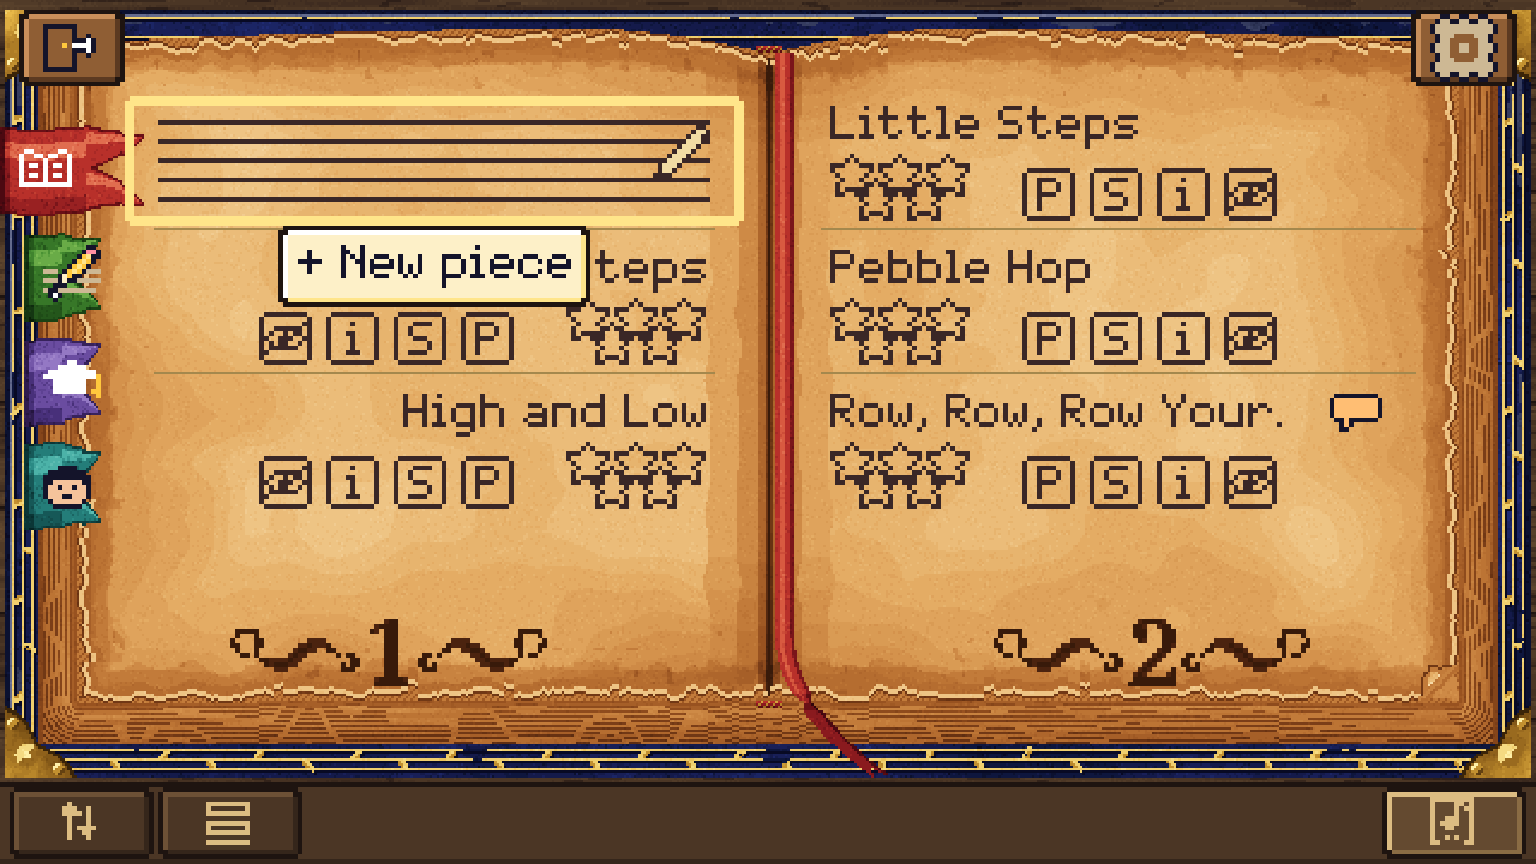 + New piece
teps
i S P
High and Low
i S P
1
Little Steps
P S i
Pebble Hop
P S i
Row, Row, Row Your.
P S i
2